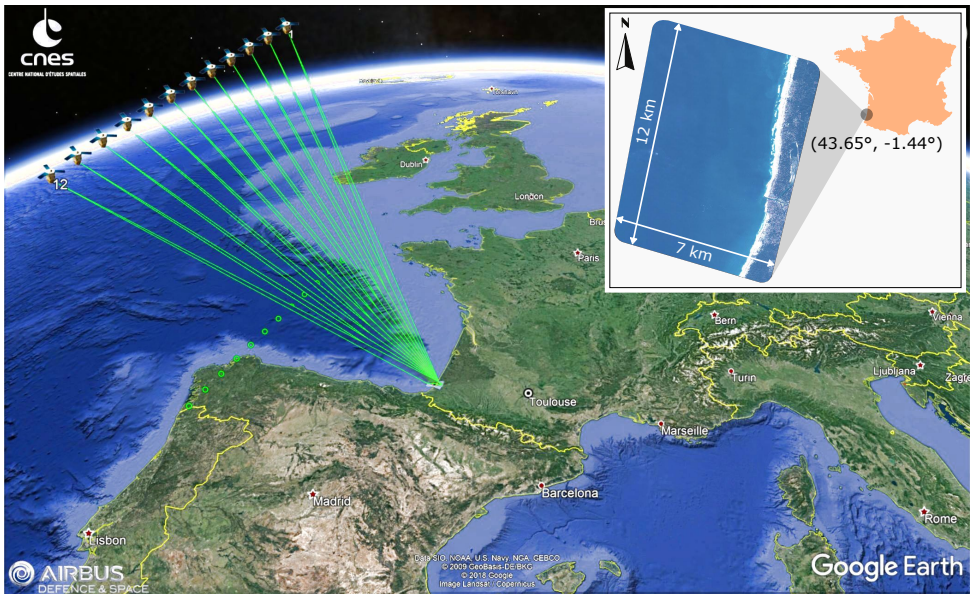 cnes
CENTRE NATIONAL D'ÉTUDES SPATIALES
N
12 km
7 km
(43.65°, -1.44°)
12
Dublin
London
Brus
Paris
Bern
Vienna
Turin
Ljubljana
Zagre
Toulouse
Marseille
Madrid
Barcelona
Rome
Lisbon
AIRBUS
DEFENCE & SPACE
Data SIO, NOAA, U.S. Navy, NGA, GEBCO
© 2009 GeoBasis-DE/BKG
© 2018 Google
Image Landsat / Copernicus
Google Earth